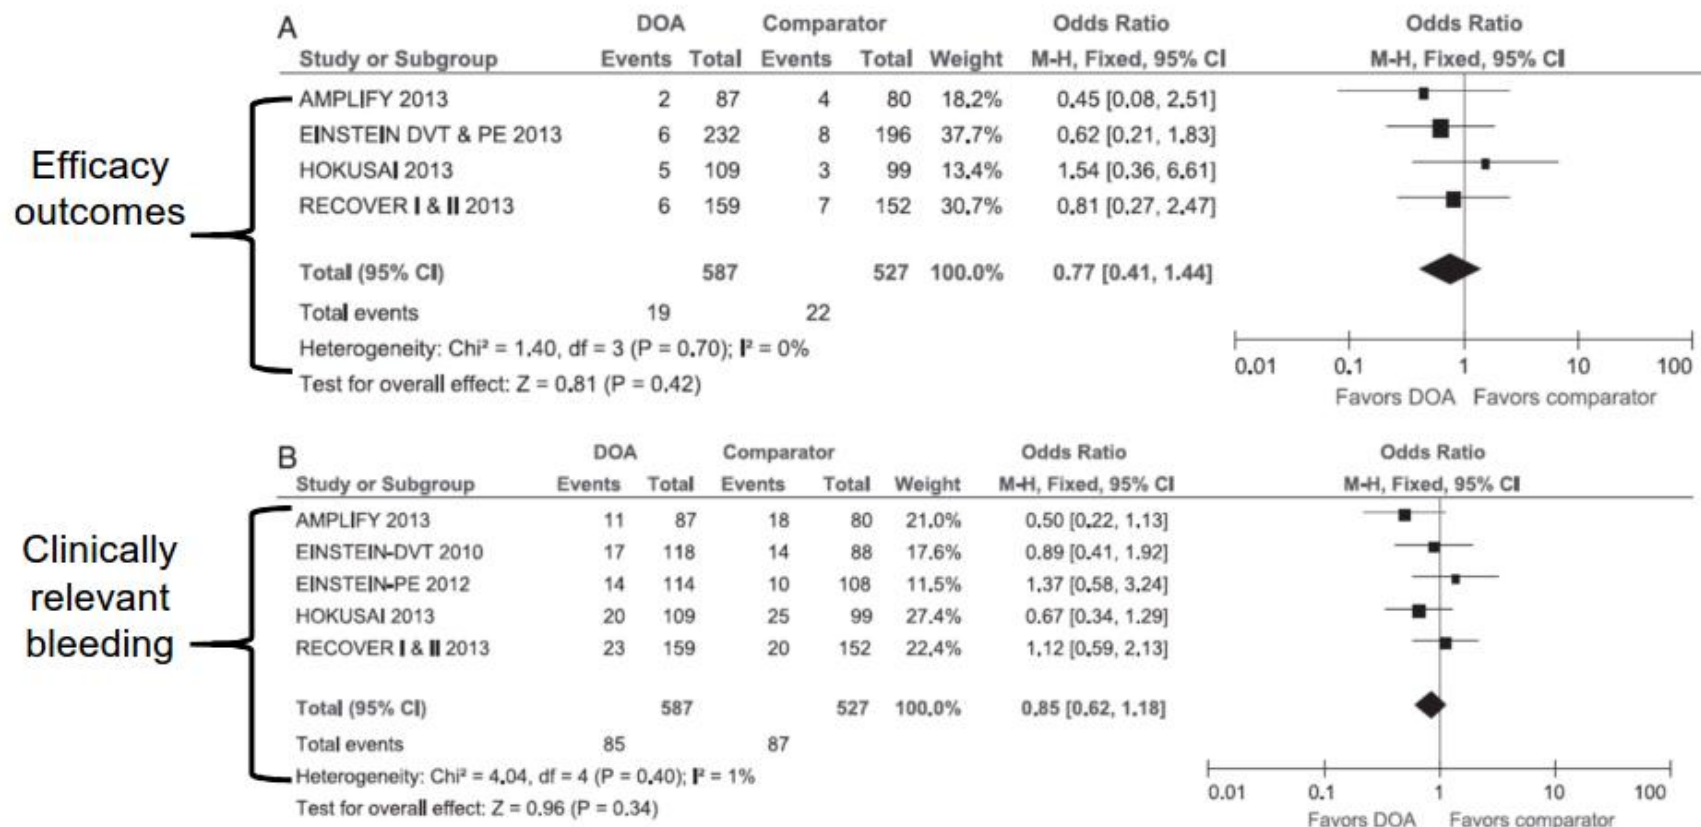 Efficacy outcomes
A
DOA Comparator Odds Ratio Odds Ratio
Study or Subgroup Events Total Events Total Weight M-H, Fixed, 95% CI M-H, Fixed, 95% CI
AMPLIFY 2013 2 87 4 80 18.2% 0.45 [0.08, 2.51]
EINSTEIN DVT & PE 2013 6 232 8 196 37.7% 0.62 [0.21, 1.83]
HOKUSAI 2013 5 109 3 99 13.4% 1.54 [0.36, 6.61]
RECOVER I & II 2013 6 159 7 152 30.7% 0.81 [0.27, 2.47]
Total (95% CI) 587 527 100.0% 0.77 [0.41, 1.44]
Total events 19 22
Heterogeneity: Chi² = 1.40, df = 3 (P = 0.70); I² = 0%
Test for overall effect: Z = 0.81 (P = 0.42)
0.01 0.1 1 10 100
Favors DOA Favors comparator
Clinically relevant bleeding
B
DOA Comparator Odds Ratio Odds Ratio
Study or Subgroup Events Total Events Total Weight M-H, Fixed, 95% CI M-H, Fixed, 95% CI
AMPLIFY 2013 11 87 18 80 21.0% 0.50 [0.22, 1.13]
EINSTEIN-DVT 2010 17 118 14 88 17.6% 0.89 [0.41, 1.92]
EINSTEIN-PE 2012 14 114 10 108 11.5% 1.37 [0.58, 3.24]
HOKUSAI 2013 20 109 25 99 27.4% 0.67 [0.34, 1.29]
RECOVER I & II 2013 23 159 20 152 22.4% 1.12 [0.59, 2.13]
Total (95% CI) 587 527 100.0% 0.85 [0.62, 1.18]
Total events 85 87
Heterogeneity: Chi² = 4.04, df = 4 (P = 0.40); I² = 1%
Test for overall effect: Z = 0.96 (P = 0.34)
0.01 0.1 1 10 100
Favors DOA Favors comparator